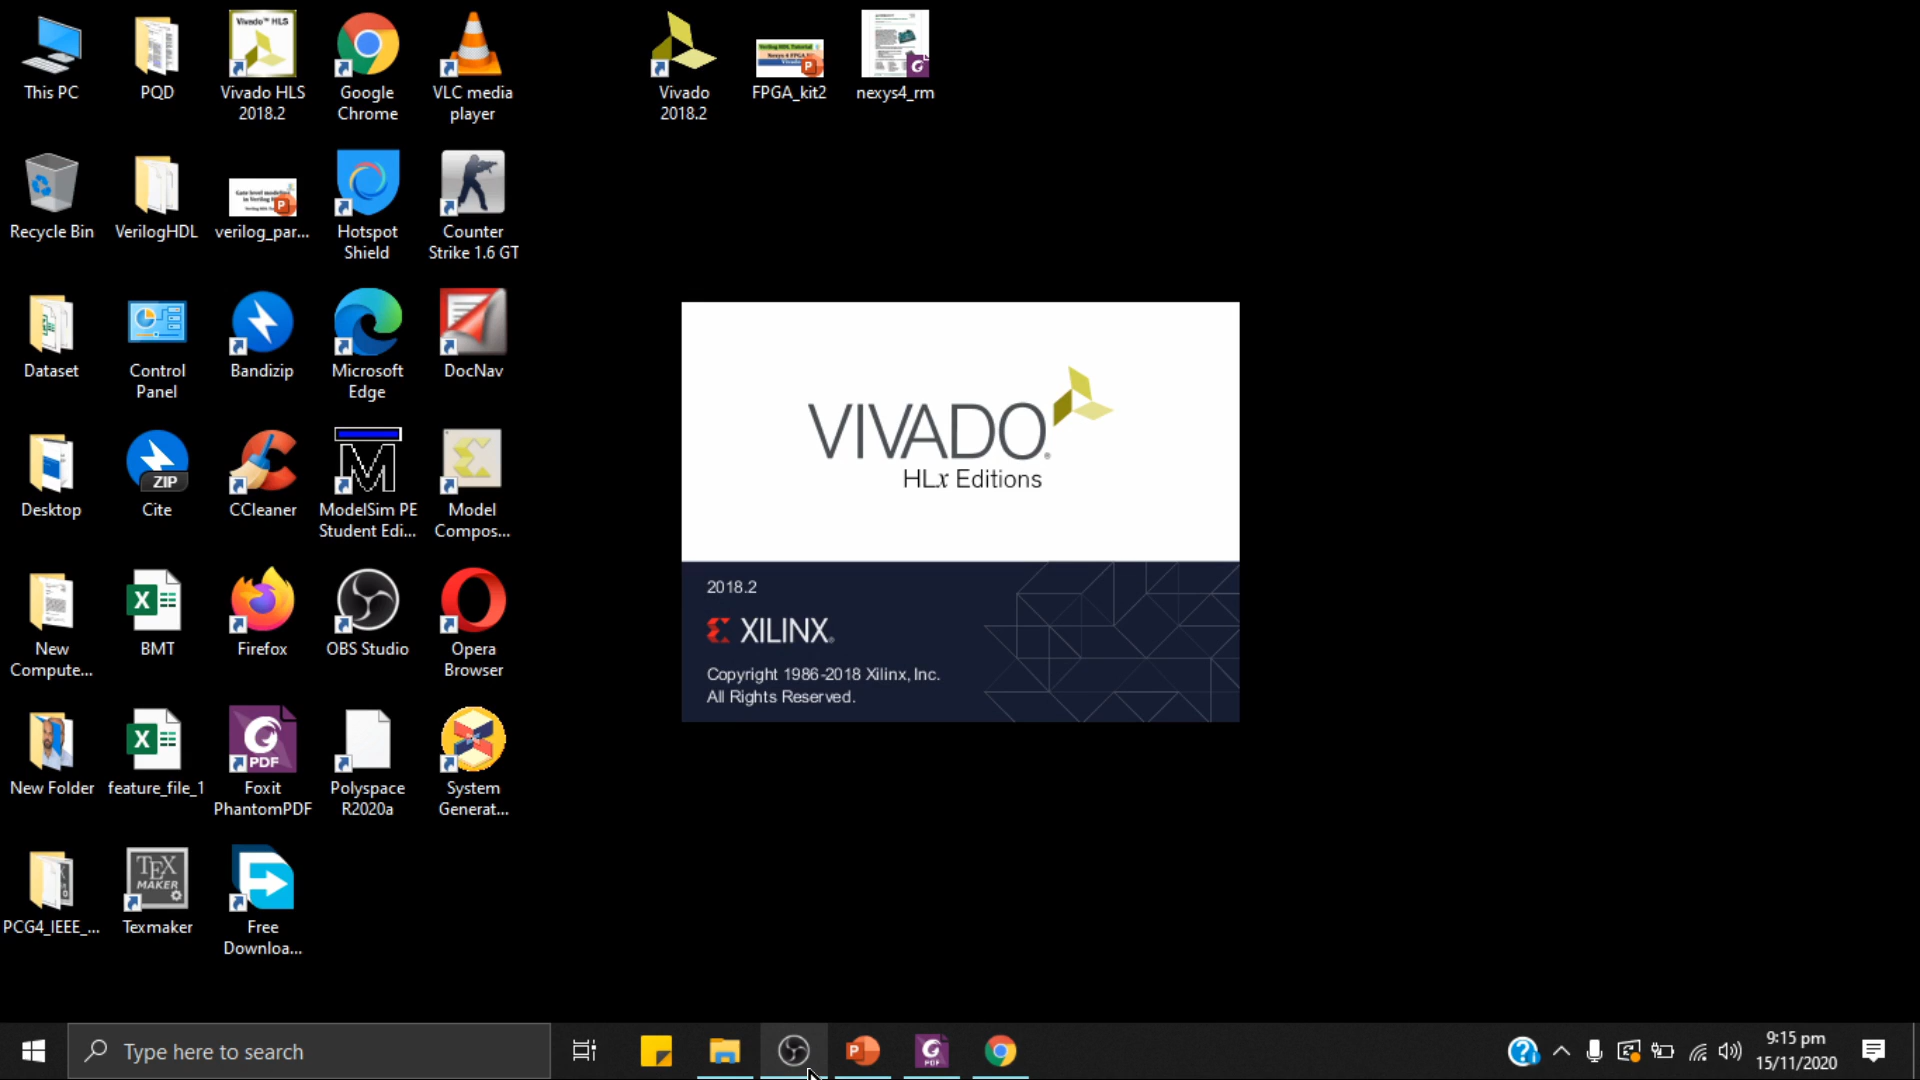 This PC
PQD
Vivado™ HLS
Vivado HLS
2018.2
Google
Chrome
VLC media
player
Vivado
2018.2
FPGA_kit2
nexys4_rm
Recycle Bin
VerilogHDL
verilog_par...
Hotspot
Shield
Counter
Strike 1.6 GT
Dataset
Control
Panel
Bandizip
Microsoft
Edge
DocNav
VIVADO®
HLx Editions
Desktop
ZIP
Cite
CCleaner
M
ModelSim PE
Student Edi...
Model
Compos...
2018.2
XILINX®
Copyright 1986-2018 Xilinx, Inc.
All Rights Reserved.
New
Compute...
BMT
Firefox
OBS Studio
Opera
Browser
New Folder
feature_file_1
PDF
Foxit
PhantomPDF
Polyspace
R2020a
System
Generat...
PCG4_IEEE_...
TEX
MAKER
Texmaker
Free
Downloa...
Type here to search
9:15 pm
15/11/2020